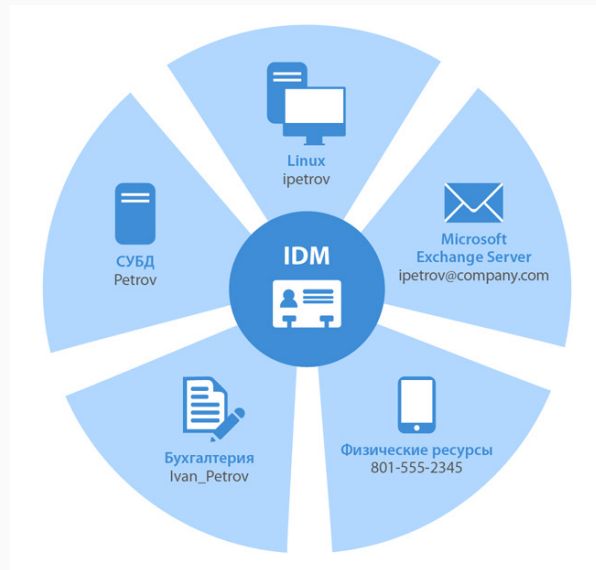 Linux
ipetrov
Microsoft
Exchange Server
ipetrov@company.com
СУБД
Petrov
IDM
Бухгалтерия
Ivan_Petrov
Физические ресурсы
801-555-2345